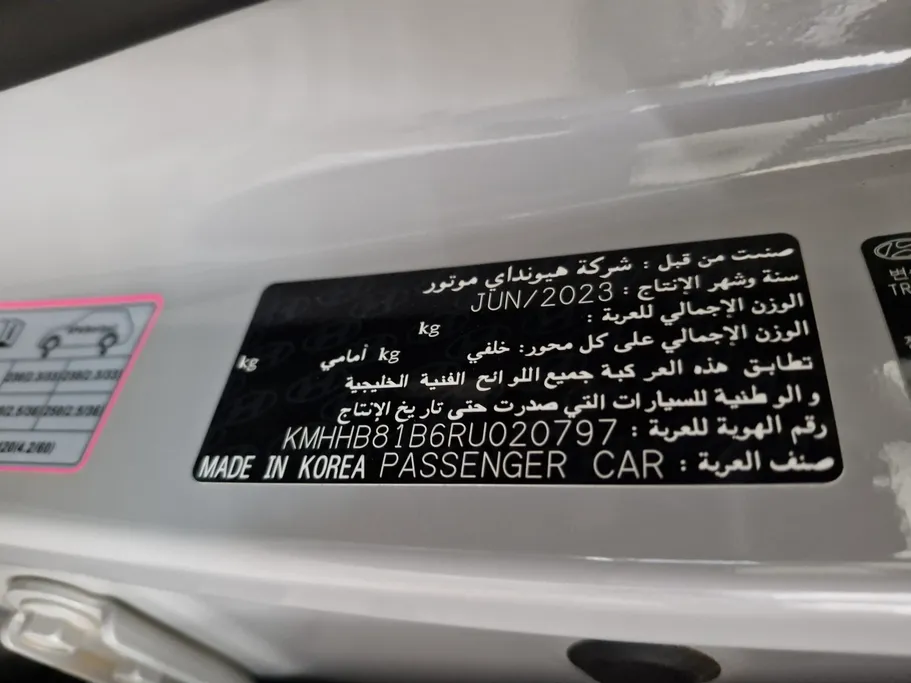 صنعت من قبل : شركة هيونداي موتور
سنة وشهر الإنتاج : JUN/2023
الوزن الإجمالي للعربة : kg
الوزن الإجمالي على كل محور: خلفي kg أمامي kg
تطابق هذه العركبة جميع اللوائح الفنية الخليجية
والوطنية للسيارات التي صدرت حتى تاريخ الإنتاج
رقم الهوية للعربة : KMHHB81B6RU020797
صنف العربة : PASSENGER CAR MADE IN KOREA